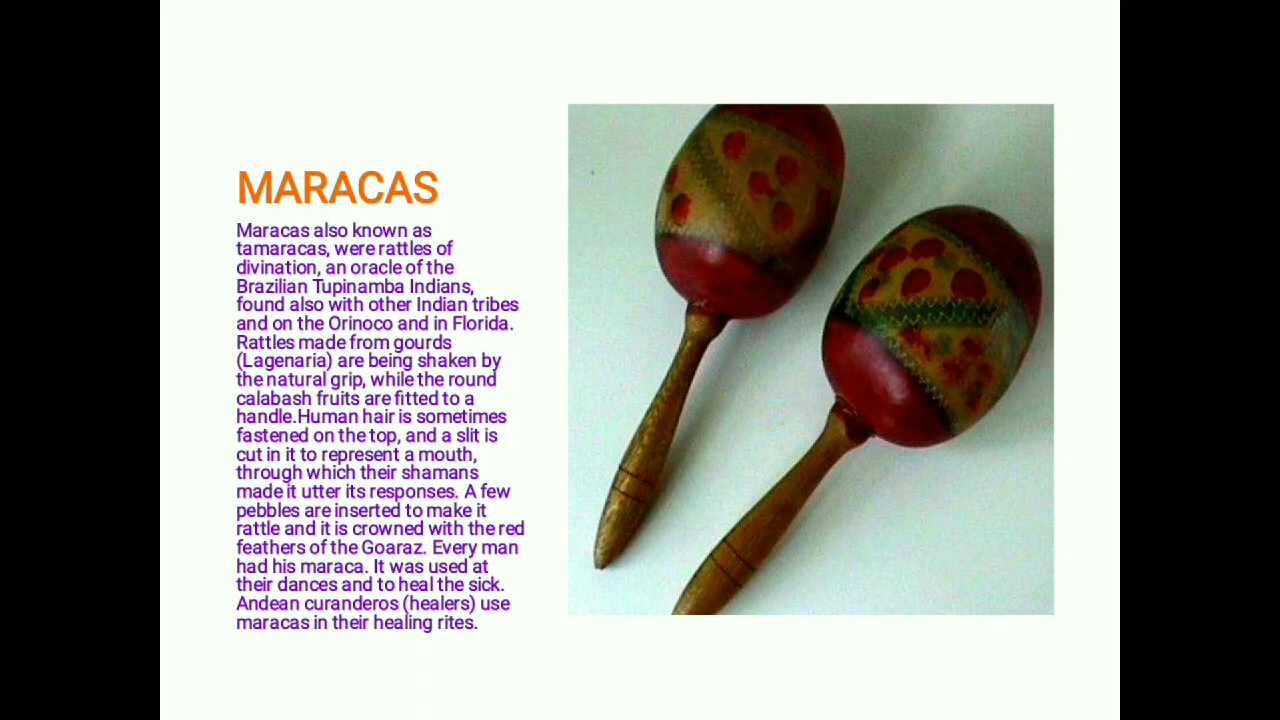 MARACAS
Maracas also known as
tamaracas, were rattles of
divination, an oracle of the
Brazilian Tupinamba Indians,
found also with other Indian tribes
and on the Orinoco and in Florida.
Rattles made from gourds
(Lagenaria) are being shaken by
the natural grip, while the round
calabash fruits are fitted to a
handle.Human hair is sometimes
fastened on the top, and a slit is
cut in it to represent a mouth,
through which their shamans
made it utter its responses. A few
pebbles are inserted to make it
rattle and it is crowned with the red
feathers of the Goaraz. Every man
had his maraca. It was used at
their dances and to heal the sick.
Andean curanderos (healers) use
maracas in their healing rites.